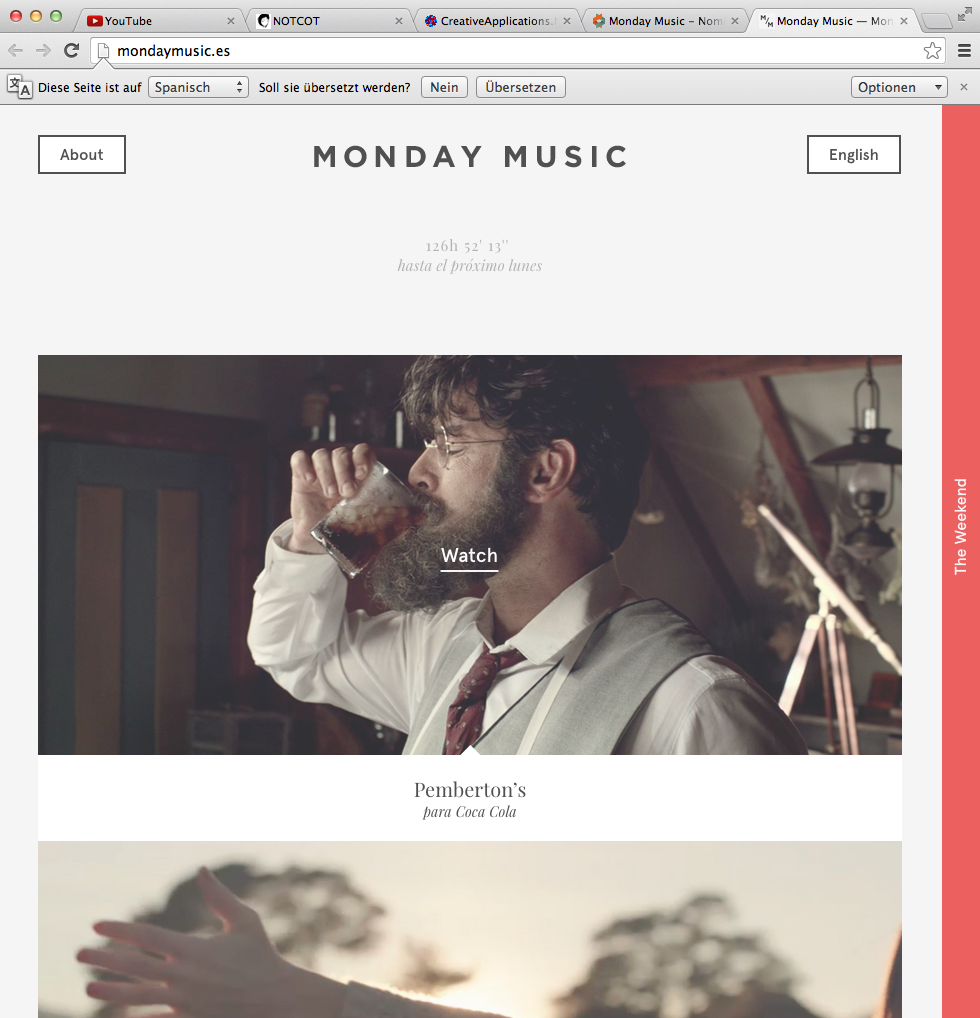 YouTube
NOTCOT
CreativeApplications.
Monday Music – Nom
Monday Music — Mon
mondaymusic.es
Diese Seite ist auf Spanisch Soll sie übersetzt werden? Nein Übersetzen Optionen
About
MONDAY MUSIC
English
126h 52' 13''
hasta el próximo lunes
The Weekend
Watch
Pemberton's
para Coca Cola